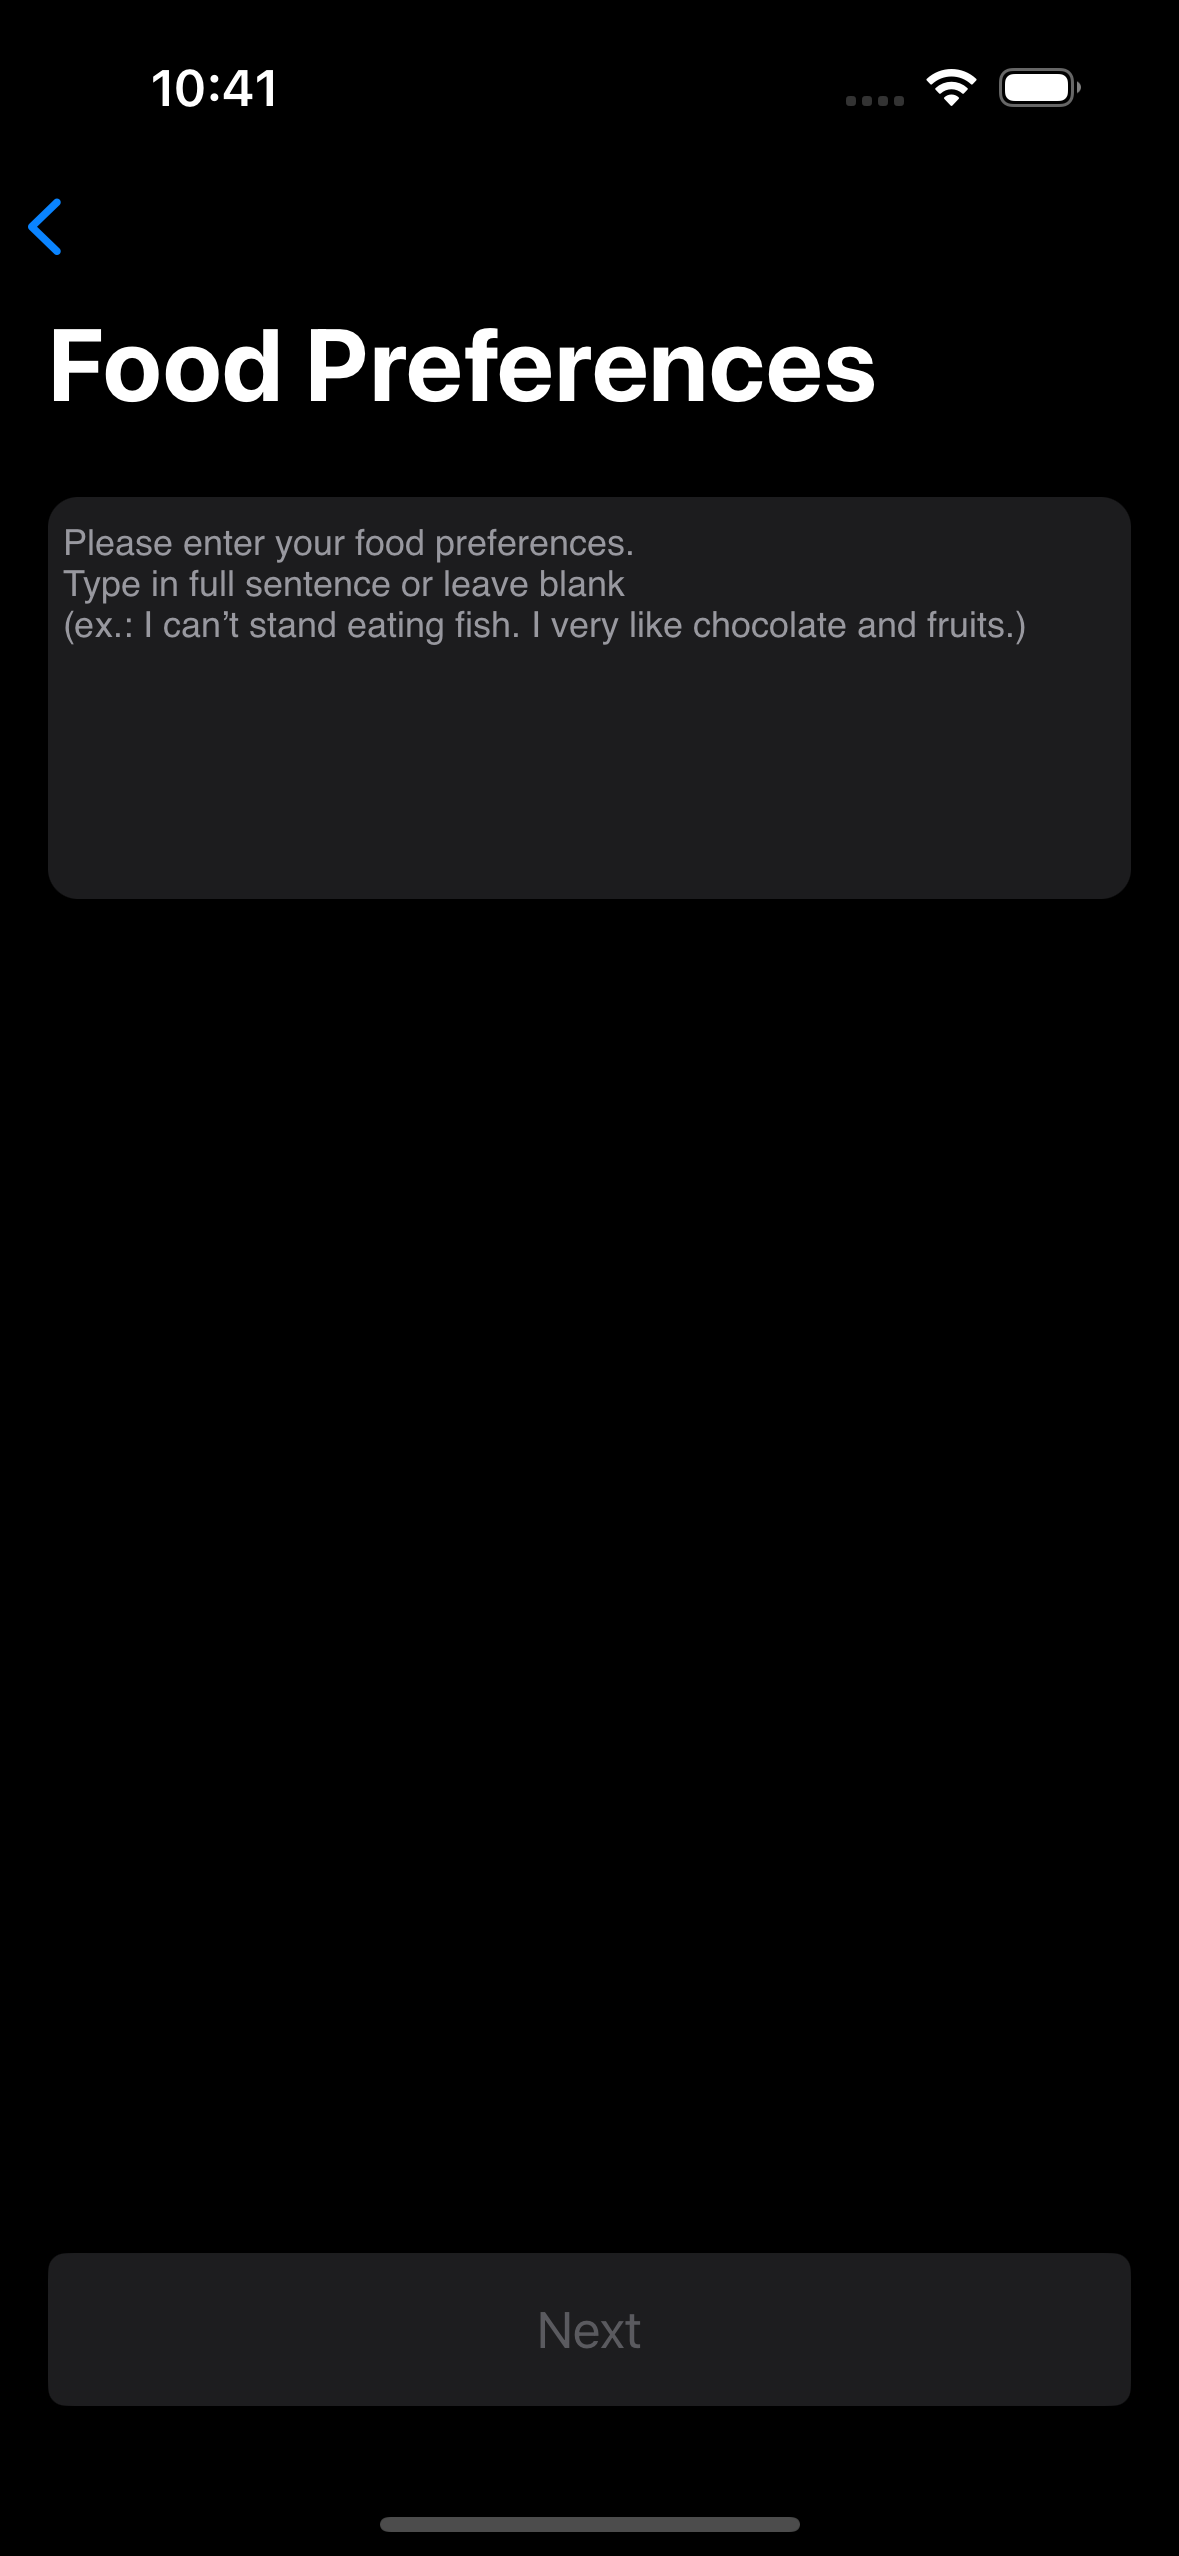 10:41
Food Preferences
Please enter your food preferences.
Type in full sentence or leave blank
(ex.: I can’t stand eating fish. I very like chocolate and fruits.)
Next